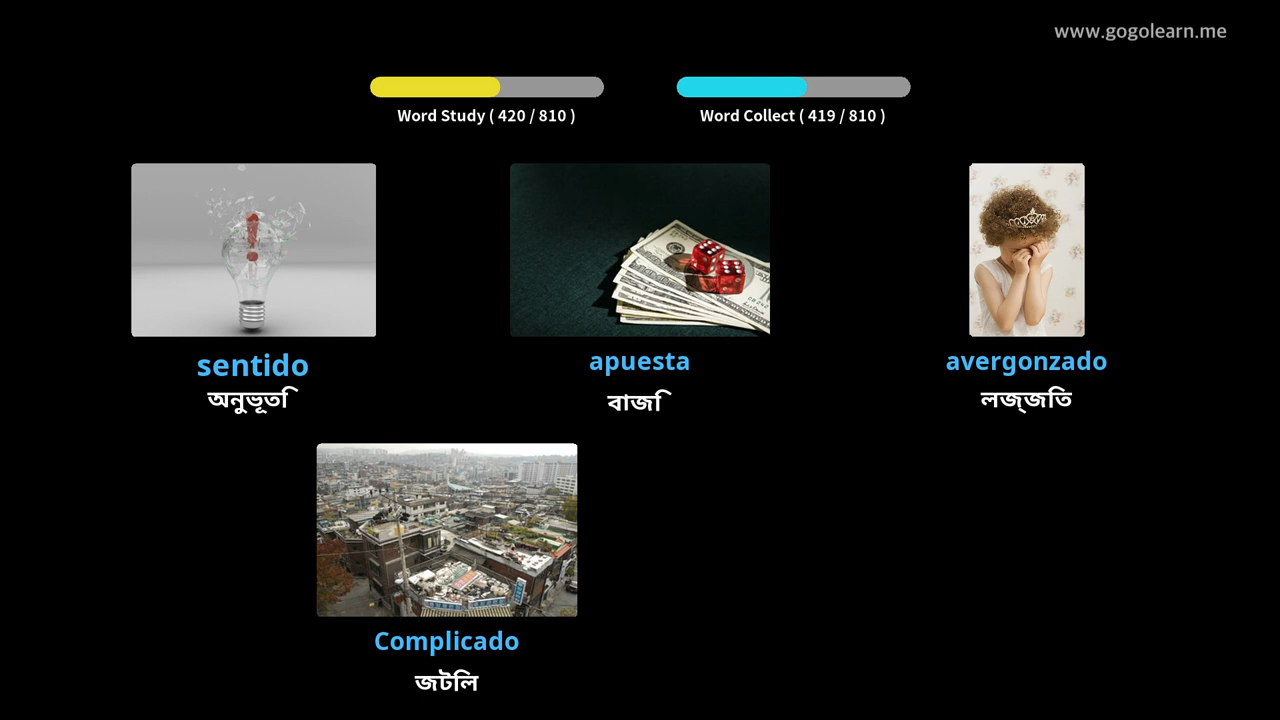 www.gogolearn.me
Word Study ( 420 / 810 )
Word Collect ( 419 / 810 )
sentido
অনুভূতি
apuesta
বাজি
avergonzado
লজ্জিত
Complicado
জটিল